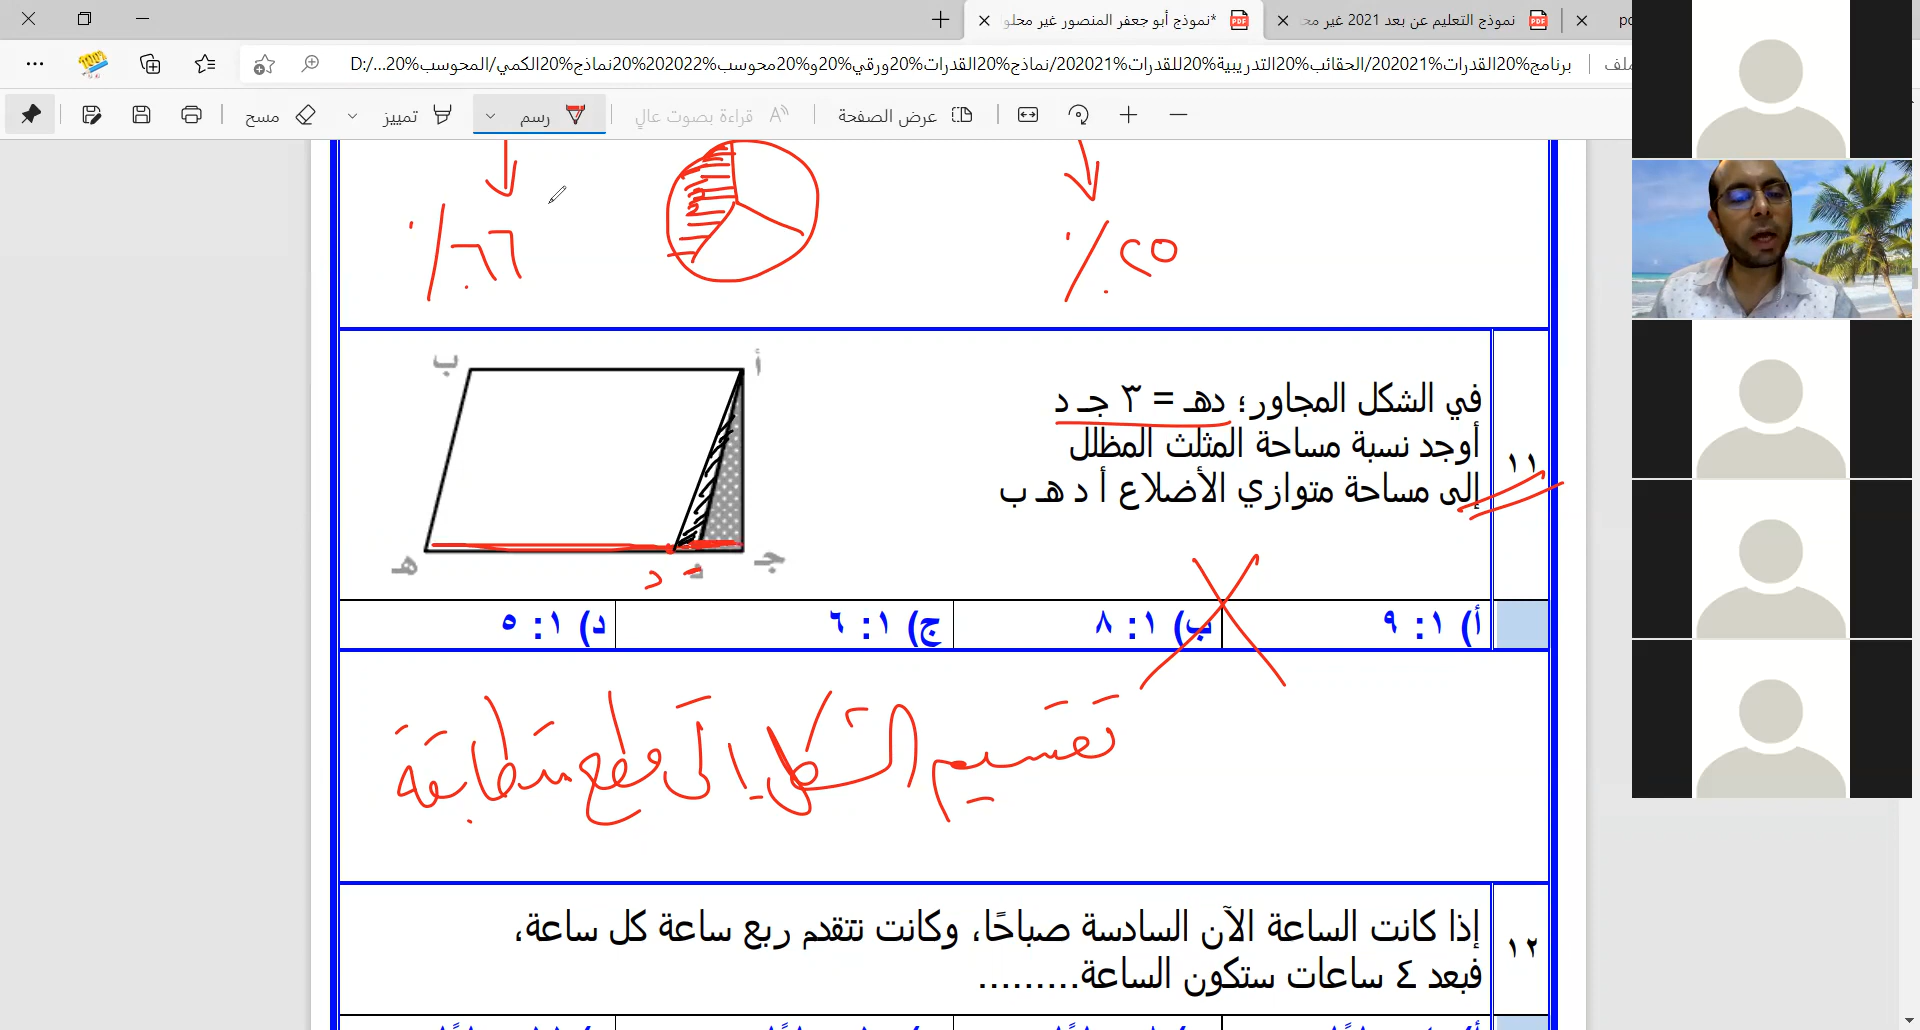 *نموذج أبو جعفر المنصور غير محلو
نموذج التعليم عن بعد 2021 غير مح
ملف
D:/...برنامج%20القدرات%202021/الحقائب%20التدريبية%20للقدرات%202021/نماذج%20القدرات%20ورقي%20و%20محوسب%202022%20نماذج%20الكمي/المحوسب%20
مسح
تمييز
رسم
قراءة بصوت عالٍ
عرض الصفحة
٪٦٦
٪٢٥
١١
في الشكل المجاور؛ دهـ = ٣ جـ د
أوجد نسبة مساحة المثلث المظلل
إلى مساحة متوازي الأضلاع أ د هـ ب
أ
ب
جـ
د
د
هـ
أ) ١ : ٩
ب) ١ : ٨
ج) ١ : ٦
د) ١ : ٥
تقسيم الشكل إلى قطع متطابقة
١٢
إذا كانت الساعة الآن السادسة صباحًا، وكانت تتقدم ربع ساعة كل ساعة،
فبعد ٤ ساعات ستكون الساعة.........